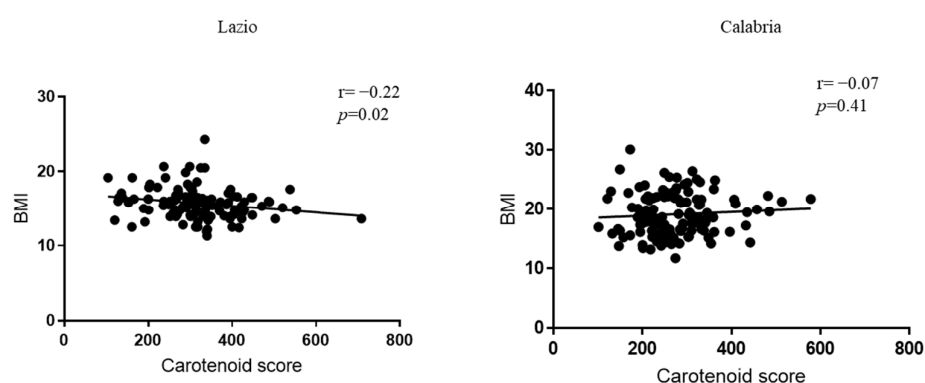 Lazio
r= −0.22
p=0.02
30
20
10
0
BMI
0 200 400 600 800
Carotenoid score
Calabria
r= −0.07
p=0.41
40
30
20
10
0
BMI
0 200 400 600 800
Carotenoid score